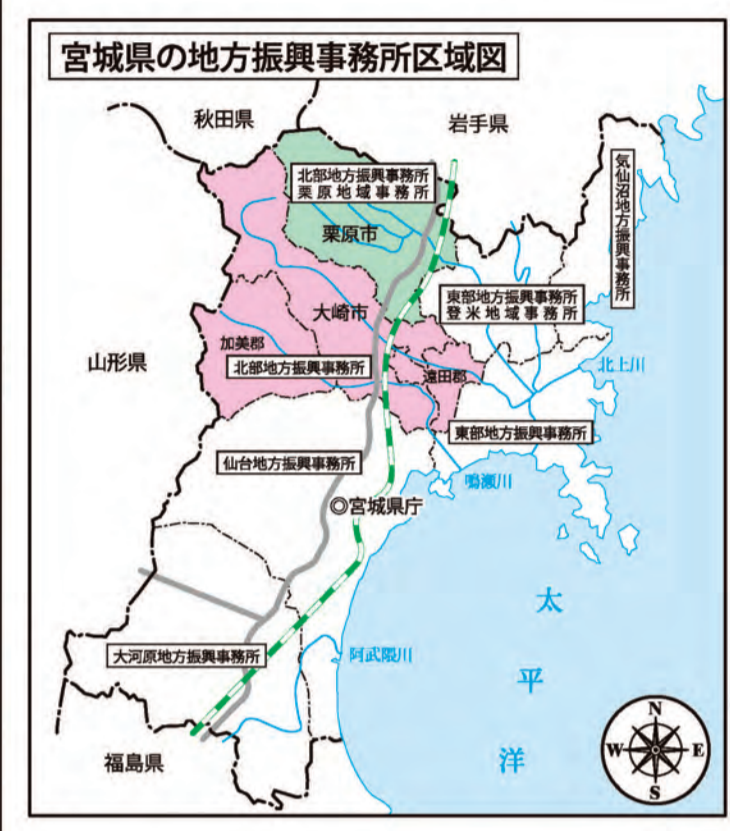 宮城県の地方振興事務所区域図
秋田県
岩手県
気仙沼地方振興事務所
北部地方振興事務所
栗原地域事務所
栗原市
東部地方振興事務所
登米地域事務所
大崎市
加美郡
山形県
北部地方振興事務所
遠田郡
北上川
東部地方振興事務所
仙台地方振興事務所
鳴瀬川
◎宮城県庁
太平洋
大河原地方振興事務所
阿武隈川
福島県
N
W
E
S